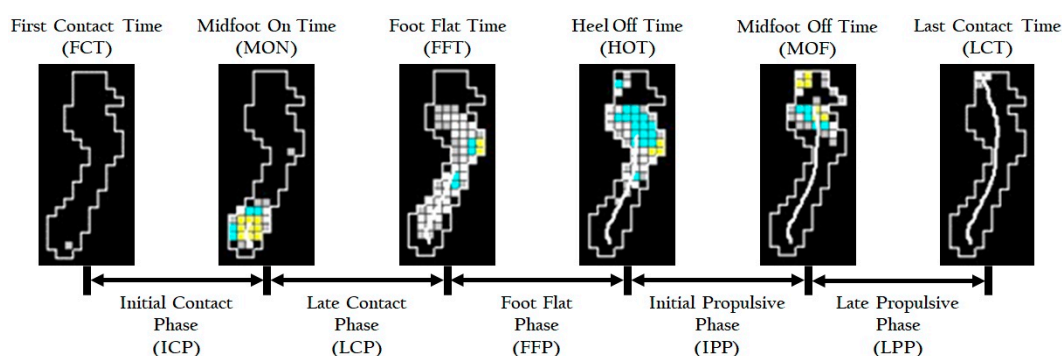 First Contact Time
(FCT)
Midfoot On Time
(MON)
Foot Flat Time
(FFT)
Heel Off Time
(HOT)
Midfoot Off Time
(MOF)
Last Contact Time
(LCT)
Initial Contact
Phase
(ICP)
Late Contact
Phase
(LCP)
Foot Flat
Phase
(FFP)
Initial Propulsive
Phase
(IPP)
Late Propulsive
Phase
(LPP)